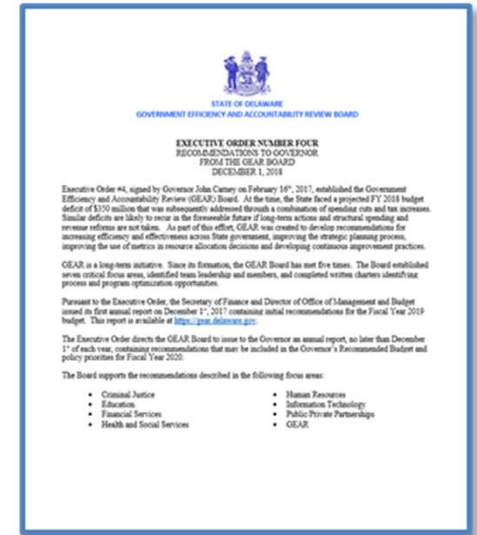 STATE OF DELAWARE
GOVERNMENT EFFICIENCY AND ACCOUNTABILITY REVIEW BOARD
EXECUTIVE ORDER NUMBER FOUR
RECOMMENDATIONS TO GOVERNOR
FROM THE GEAR BOARD
DECEMBER 1, 2018
Executive Order #4, signed by Governor John Carney on February 16th, 2017, established the Government
Efficiency and Accountability Review (GEAR) Board. At the time, the State faced a projected FY 2018 budget
deficit of $350 million that was subsequently addressed through a combination of spending cuts and tax increases.
Similar deficits are likely to recur in the foreseeable future if long-term actions and structural spending and
revenue reforms are not taken. As part of this effort, GEAR was created to develop recommendations for
increasing efficiency and effectiveness across State government, improving the strategic planning process,
improving the use of metrics in resource allocation decisions and developing continuous improvement practices.
GEAR is a long-term initiative. Since its formation, the GEAR Board has met five times. The Board established
seven critical focus areas, identified team leadership and members, and completed written charters identifying
process and program optimization opportunities.
Pursuant to the Executive Order, the Secretary of Finance and Director of Office of Management and Budget
issued its first annual report on December 1st, 2017 containing initial recommendations for the Fiscal Year 2019
budget. This report is available at https://gear.delaware.gov.
The Executive Order directs the GEAR Board to issue to the Governor an annual report, no later than December
1st of each year, containing recommendations that may be included in the Governor's Recommended Budget and
policy priorities for Fiscal Year 2020.
The Board supports the recommendations described in the following focus areas:
• Criminal Justice
• Education
• Financial Services
• Health and Social Services
• Human Resources
• Information Technology
• Public/Private Partnerships
• GEAR